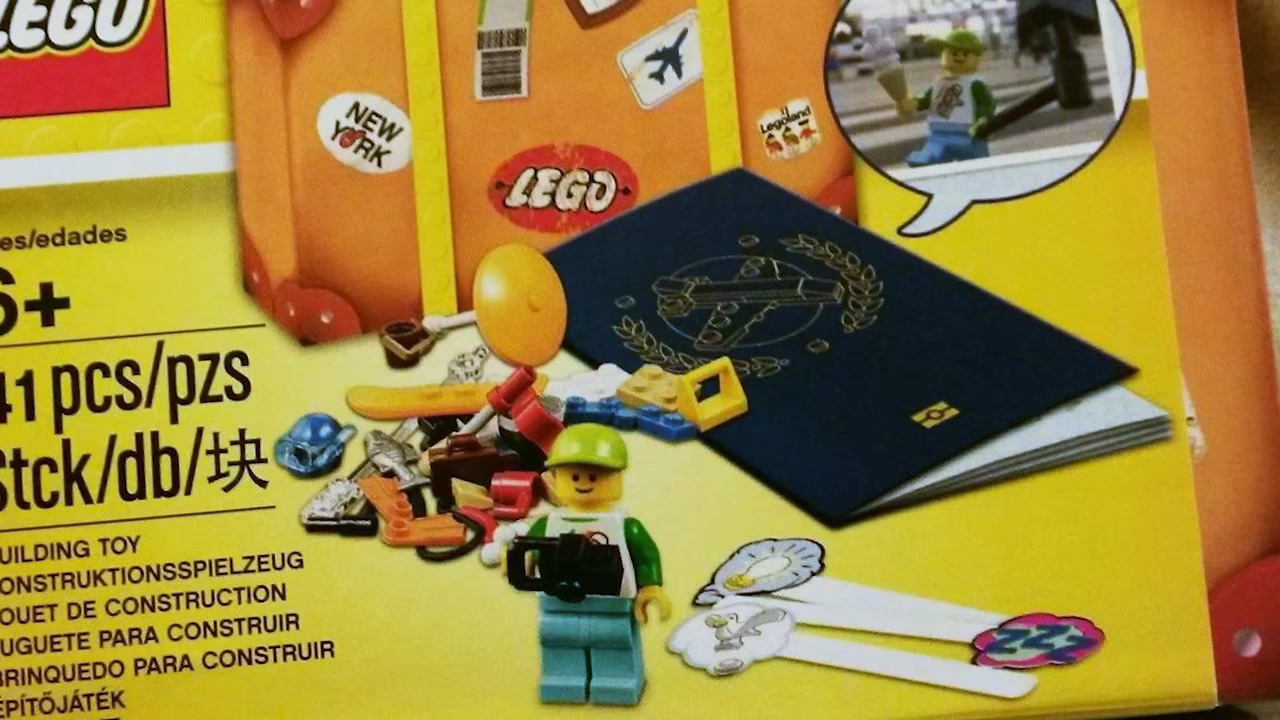 LEGO
NEW
YORK
LEGO
Legoland
es/edades
6+
41 pcs/pzs
Stck/db/块
UILDING TOY
ONSTRUKTIONSSPIELZEUG
OUET DE CONSTRUCTION
UGUETE PARA CONSTRUIR
BRINQUEDO PARA CONSTRUIR
ÉPÍTŐJÁTÉK
ZZZ